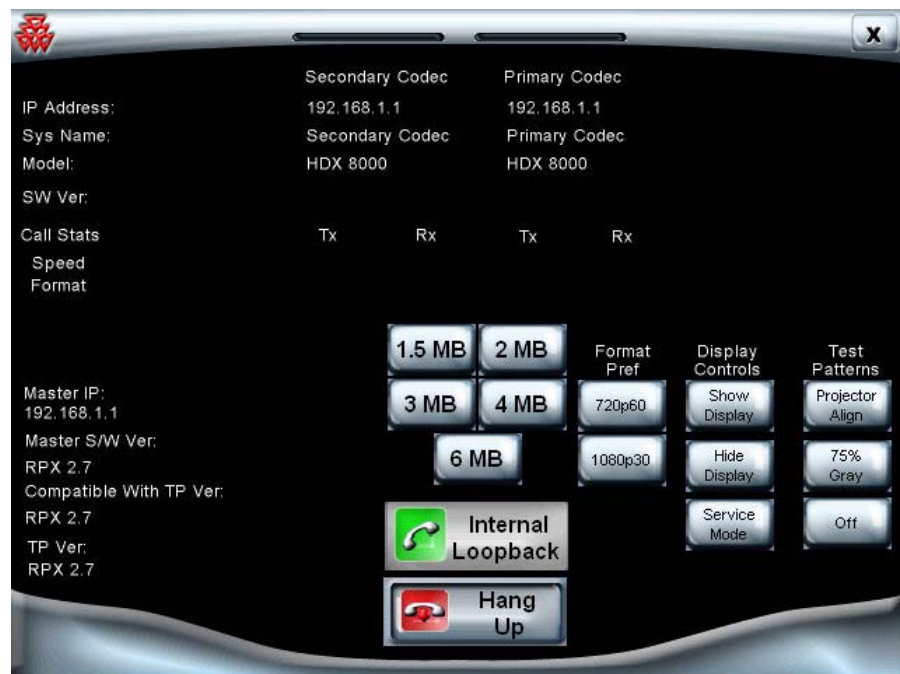 X
Secondary Codec Primary Codec
IP Address: 192.168.1.1 192.168.1.1
Sys Name: Secondary Codec Primary Codec
Model: HDX 8000 HDX 8000
SW Ver:
Call Stats Tx Rx Tx Rx
Speed
Format
1.5 MB 2 MB
3 MB 4 MB
6 MB
Format
Pref
720p60
1080p30
Display
Controls
Show
Display
Hide
Display
Service
Mode
Test
Patterns
Projector
Align
75%
Gray
Off
Master IP:
192.168.1.1
Master S/W Ver:
RPX 2.7
Compatible With TP Ver:
RPX 2.7
TP Ver:
RPX 2.7
Internal
Loopback
Hang
Up